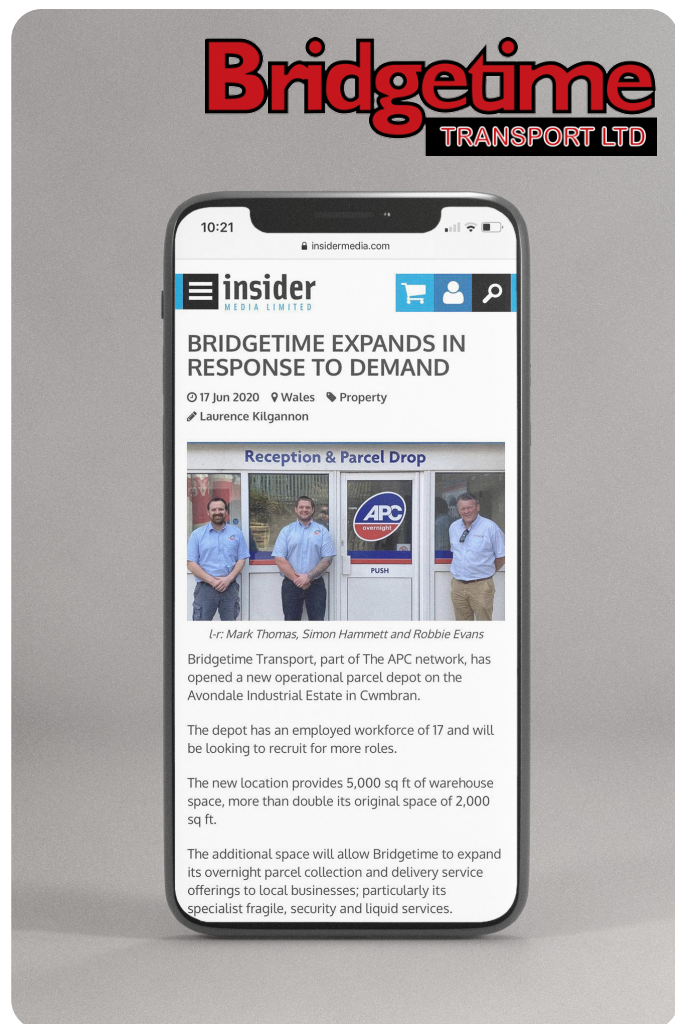 Bridgetime
TRANSPORT LTD
10:21
insidermedia.com
insider
MEDIA LIMITED
BRIDGETIME EXPANDS IN
RESPONSE TO DEMAND
17 Jun 2020 Wales Property
Laurence Kilgannon
Reception & Parcel Drop
APC
overnight
PUSH
l-r: Mark Thomas, Simon Hammett and Robbie Evans
Bridgetime Transport, part of The APC network, has
opened a new operational parcel depot on the
Avondale Industrial Estate in Cwmbran.
The depot has an employed workforce of 17 and will
be looking to recruit for more roles.
The new location provides 5,000 sq ft of warehouse
space, more than double its original space of 2,000
sq ft.
The additional space will allow Bridgetime to expand
its overnight parcel collection and delivery service
offerings to local businesses; particularly its
specialist fragile, security and liquid services.